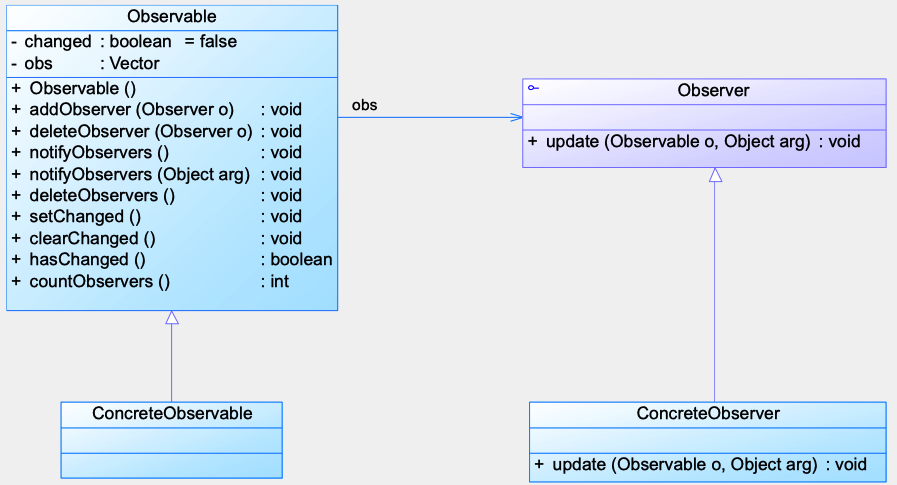 Observable
- changed : boolean = false
- obs : Vector
+ Observable ()
+ addObserver (Observer o) : void
+ deleteObserver (Observer o) : void
+ notifyObservers () : void
+ notifyObservers (Object arg) : void
+ deleteObservers () : void
+ setChanged () : void
+ clearChanged () : void
+ hasChanged () : boolean
+ countObservers () : int
obs
Observer
+ update (Observable o, Object arg) : void
ConcreteObservable
ConcreteObserver
+ update (Observable o, Object arg) : void